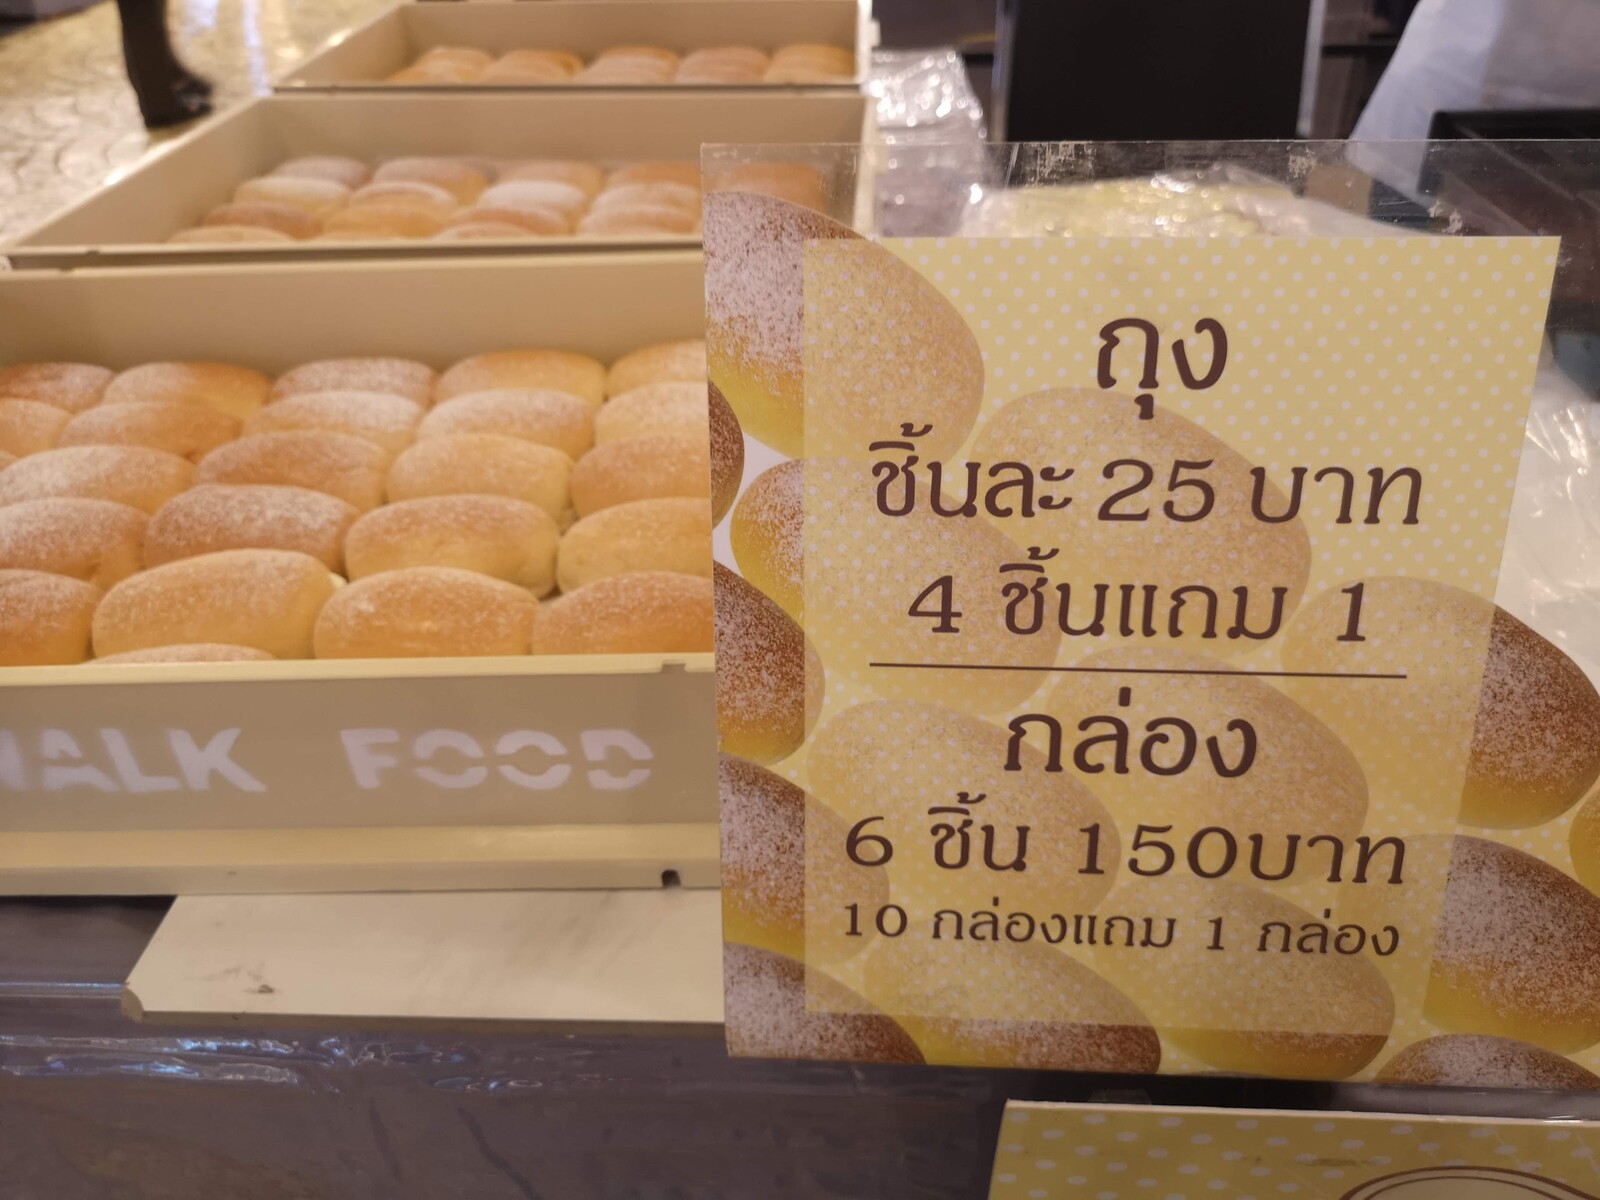 FOOD
ถุง
ชิ้นละ 25 บาท
4 ชิ้นแถม 1
กล่อง
6 ชิ้น 150บาท
10 กล่องแถม 1 กล่อง